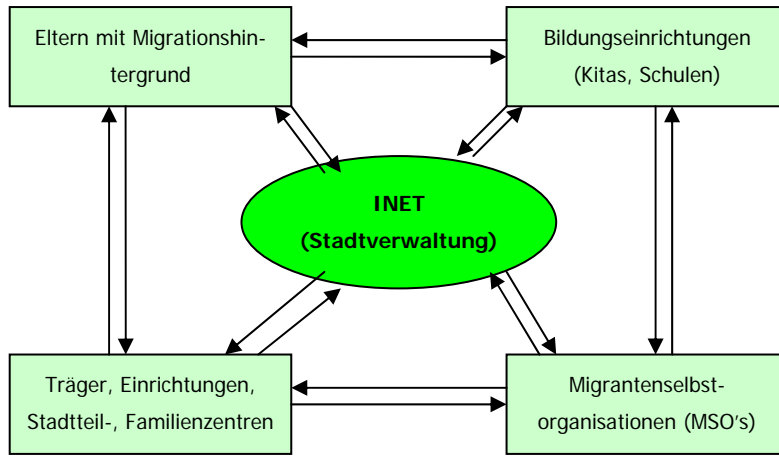 Eltern mit Migrationshin-
tergrund
Bildungseinrichtungen
(Kitas, Schulen)
INET
(Stadtverwaltung)
Träger, Einrichtungen,
Stadtteil-, Familienzentren
Migrantenselbst-
organisationen (MSO's)